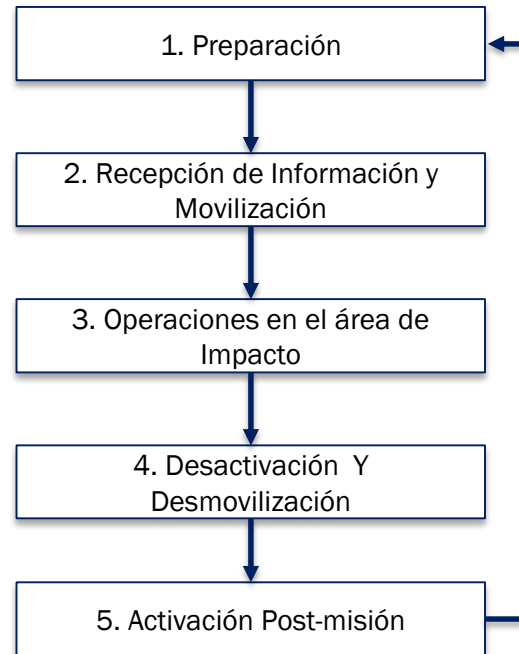 1. Preparación
2. Recepción de Información y
Movilización
3. Operaciones en el área de
Impacto
4. Desactivación Y
Desmovilización
5. Activación Post-misión